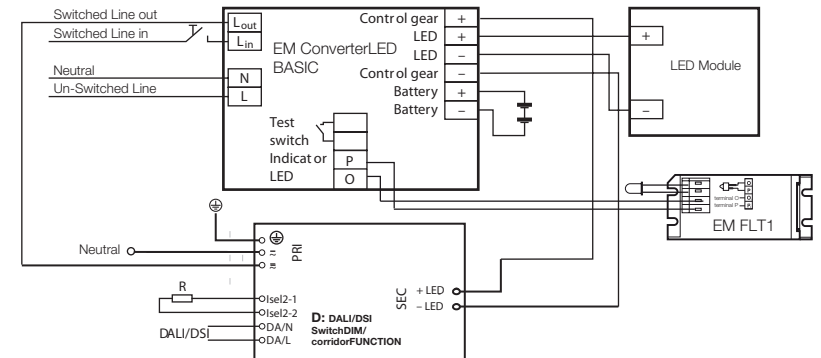 Switched Line out
Switched Line in
Neutral
Un-Switched Line
Lout
Lin
N
L
EM ConverterLED
BASIC
Control gear +
LED +
LED –
Control gear –
Battery +
Battery –
Test
switch
Indicator
LED
P
O
+
LED Module
–
terminal O
terminal P
O
P
O
P
EM FLT1
Neutral
PRI
R
Isel2-1
Isel2-2
DALI/DSI
DA/N
DA/L
D: DALI/DSI
SwitchDIM/
corridorFUNCTION
SEC
+ LED
– LED